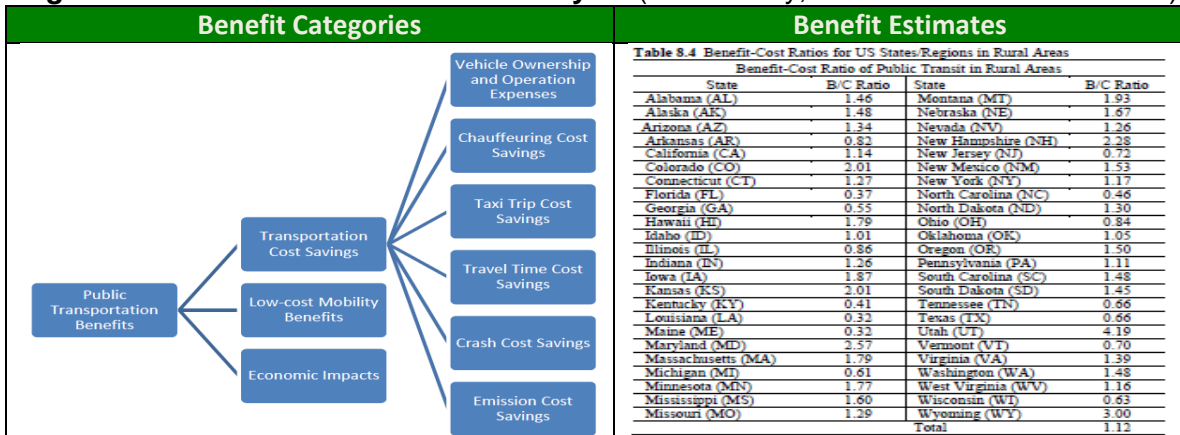 Benefit Categories
Benefit Estimates
Public
Transportation
Benefits
Transportation
Cost Savings
Low-cost Mobility
Benefits
Economic Impacts
Vehicle Ownership
and Operation
Expenses
Chauffeuring Cost
Savings
Taxi Trip Cost
Savings
Travel Time Cost
Savings
Crash Cost Savings
Emission Cost
Savings
Table 8.4 Benefit-Cost Ratios for US States/Regions in Rural Areas
Benefit-Cost Ratio of Public Transit in Rural Areas
State B/C Ratio State B/C Ratio
Alabama (AL) 1.46 Montana (MT) 1.93
Alaska (AK) 1.48 Nebraska (NE) 1.67
Arizona (AZ) 1.34 Nevada (NV) 1.26
Arkansas (AR) 0.82 New Hampshire (NH) 2.28
California (CA) 1.14 New Jersey (NJ) 0.72
Colorado (CO) 2.01 New Mexico (NM) 1.53
Connecticut (CT) 1.27 New York (NY) 1.17
Florida (FL) 0.37 North Carolina (NC) 0.46
Georgia (GA) 0.55 North Dakota (ND) 1.30
Hawaii (HI) 1.79 Ohio (OH) 0.84
Idaho (ID) 1.01 Oklahoma (OK) 1.05
Illinois (IL) 0.86 Oregon (OR) 1.50
Indiana (IN) 1.26 Pennsylvania (PA) 1.11
Iowa (IA) 1.87 South Carolina (SC) 1.48
Kansas (KS) 2.01 South Dakota (SD) 1.45
Kentucky (KY) 0.41 Tennessee (TN) 0.66
Louisiana (LA) 0.32 Texas (TX) 0.66
Maine (ME) 0.32 Utah (UT) 4.19
Maryland (MD) 2.57 Vermont (VT) 0.70
Massachusetts (MA) 1.79 Virginia (VA) 1.39
Michigan (MI) 0.61 Washington (WA) 1.48
Minnesota (MN) 1.77 West Virginia (WV) 1.16
Mississippi (MS) 1.60 Wisconsin (WI) 0.63
Missouri (MO) 1.29 Wyoming (WY) 3.00
Total 1.12